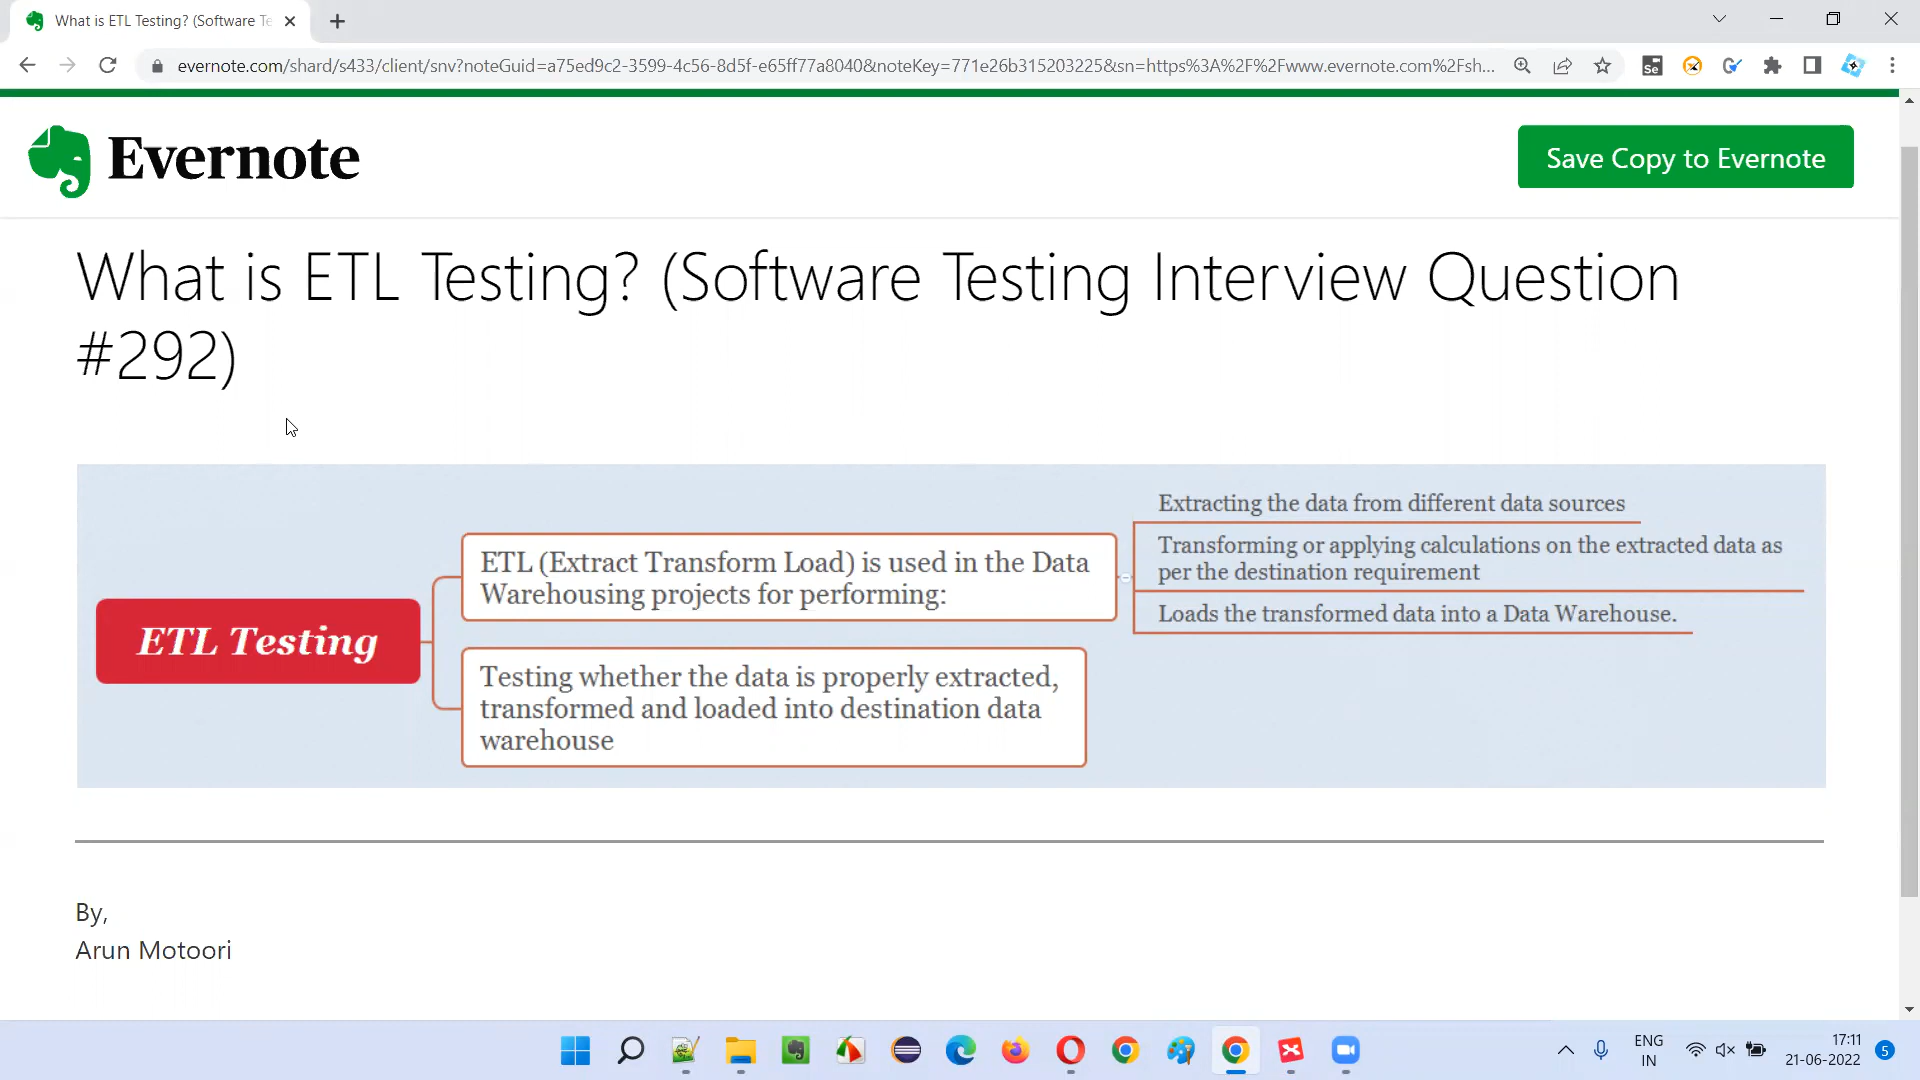 What is ETL Testing? (Software Te
evernote.com/shard/s433/client/snv?noteGuid=a75ed9c2-3599-4c56-8d5f-e65ff77a8040&noteKey=771e26b315203225&sn=https%3A%2F%2Fwww.evernote.com%2Fsh...
Se
Evernote
Save Copy to Evernote
What is ETL Testing? (Software Testing Interview Question
#292)
ETL Testing
ETL (Extract Transform Load) is used in the Data
Warehousing projects for performing:
Extracting the data from different data sources
Transforming or applying calculations on the extracted data as
per the destination requirement
Loads the transformed data into a Data Warehouse.
Testing whether the data is properly extracted,
transformed and loaded into destination data
warehouse
By,
Arun Motoori
ENG
IN
17:11
21-06-2022
5